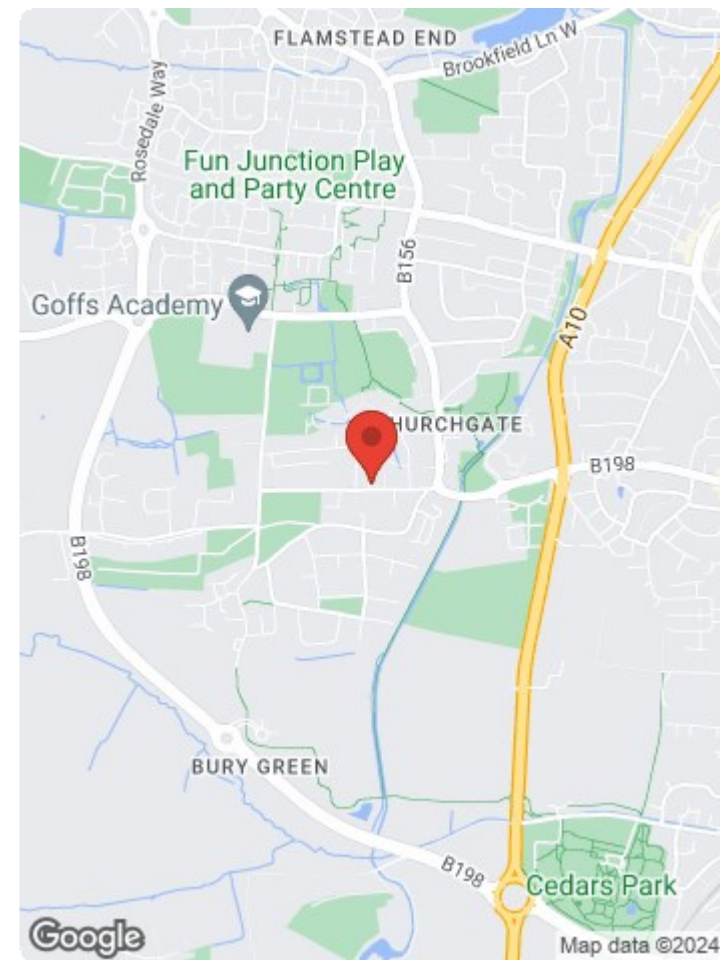 FLAMSTEAD END
Brookfield Ln W
Rosedale Way
Fun Junction Play
and Party Centre
B156
Goffs Academy
A10
HURCHGATE
B198
B198
BURY GREEN
B198
Cedars Park
Google
Map data ©2024